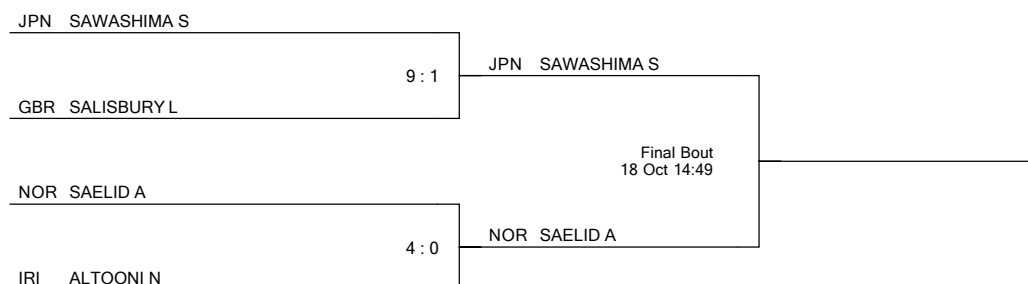 JPN SAWASHIMA S
9 : 1
JPN SAWASHIMA S
GBR SALISBURY L
Final Bout
18 Oct 14:49
NOR SAELID A
4 : 0
NOR SAELID A
IRI ALTOONI N